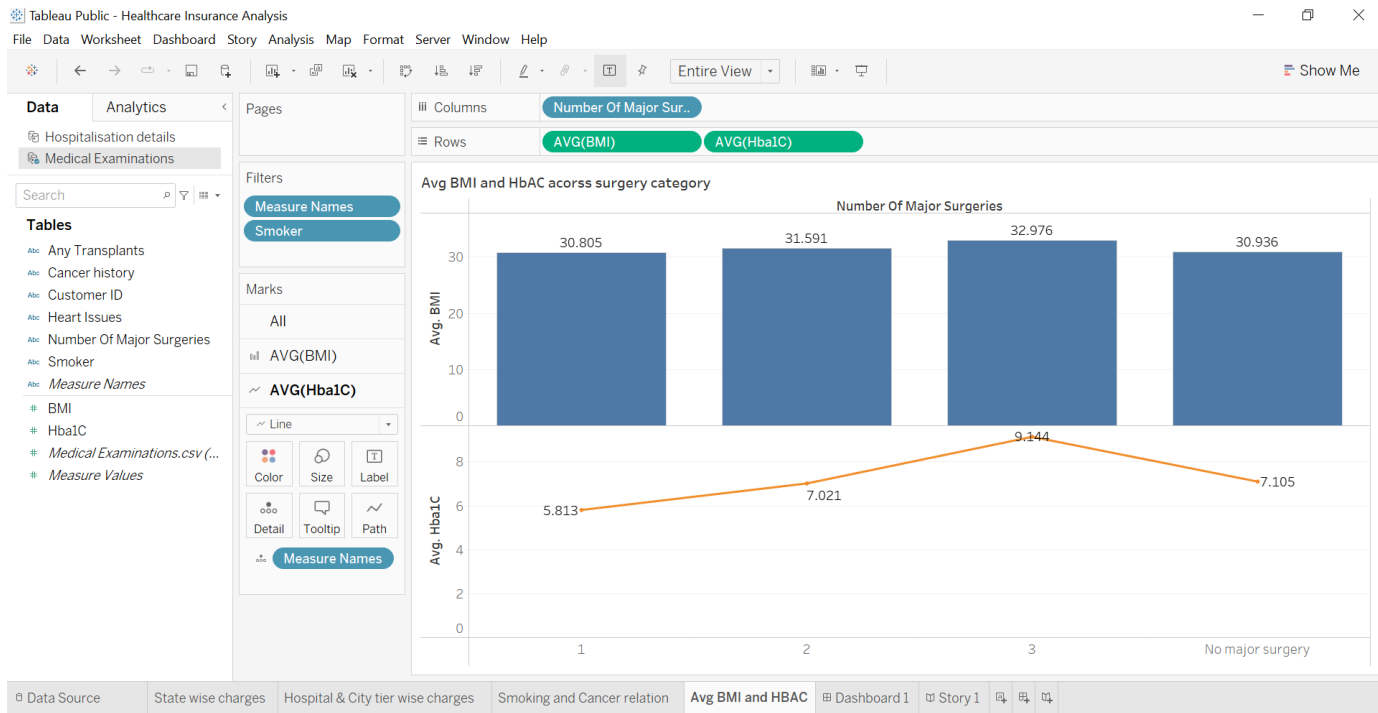 Tableau Public - Healthcare Insurance Analysis
File Data Worksheet Dashboard Story Analysis Map Format Server Window Help
Entire View
Show Me
Data
Analytics
Hospitalisation details
Medical Examinations
Search
Tables
Abc Any Transplants
Abc Cancer history
Abc Customer ID
Abc Heart Issues
Abc Number Of Major Surgeries
Abc Smoker
Abc Measure Names
# BMI
# Hba1C
# Medical Examinations.csv (...
# Measure Values
Pages
Filters
Measure Names
Smoker
Marks
All
AVG(BMI)
AVG(Hba1C)
Line
Color Size Label
Detail Tooltip Path
Measure Names
Columns
Number Of Major Sur..
Rows
AVG(BMI) AVG(Hba1C)
Avg BMI and HbAC acorss surgery category
Number Of Major Surgeries
30.805 31.591 32.976 30.936
30
20
10
0
Avg. BMI
5.813 7.021 9.144 7.105
8
6
4
2
0
Avg. Hba1C
1 2 3 No major surgery
Data Source State wise charges Hospital & City tier wise charges Smoking and Cancer relation Avg BMI and HBAC Dashboard 1 Story 1